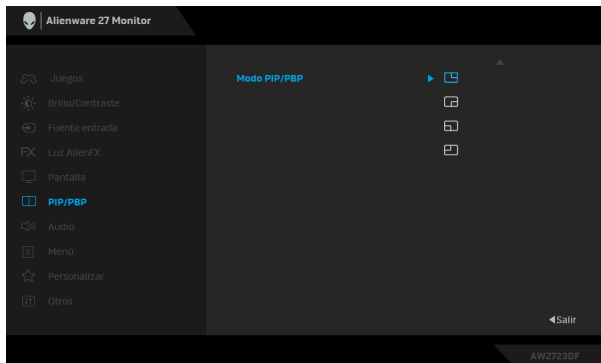 Alienware 27 Monitor
Juegos
Modo PIP/PBP
Brillo/Contraste
Fuente entrada
FX Luz AlienFX
Pantalla
PIP/PBP
Audio
Menú
Personalizar
Otros
Salir
AW2723DF